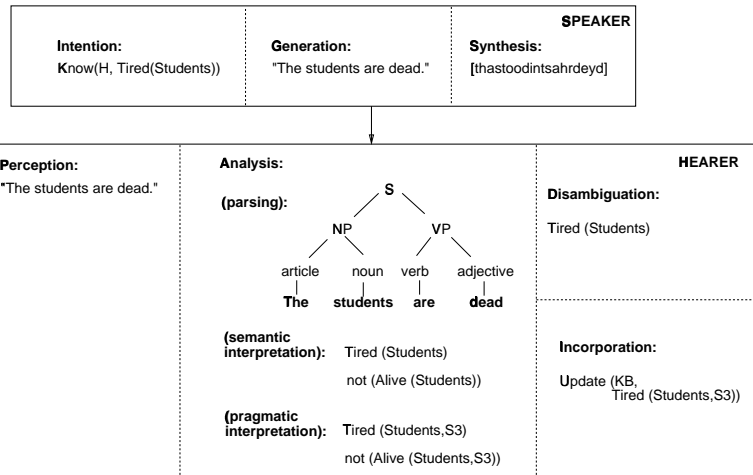 SPEAKER
Intention:
Know(H, Tired(Students))
Generation:
"The students are dead."
Synthesis:
[thastoodintsahrdeyd]
HEARER
Perception:
"The students are dead."
Analysis:
(parsing):
S
NP VP
article noun verb adjective
The students are dead
(semantic
interpretation): Tired (Students)
not (Alive (Students))
(pragmatic
interpretation): Tired (Students,S3)
not (Alive (Students,S3))
Disambiguation:
Tired (Students)
Incorporation:
Update (KB,
Tired (Students,S3))